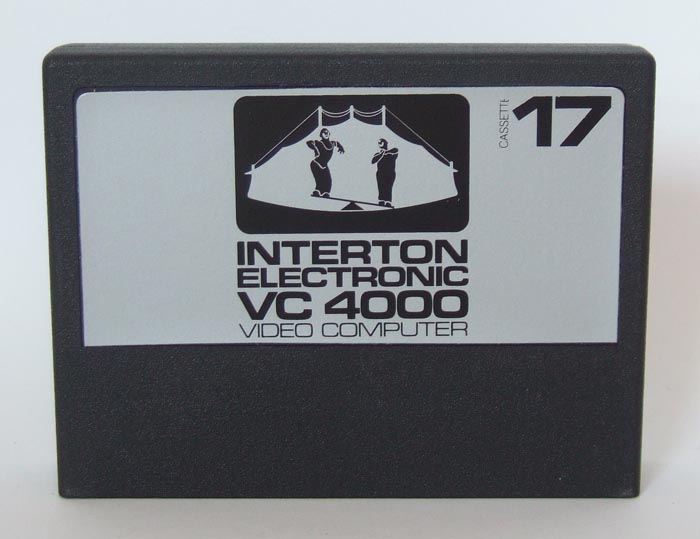 CASSETTE 17
INTERTON
ELECTRONIC
VC 4000
VIDEO COMPUTER